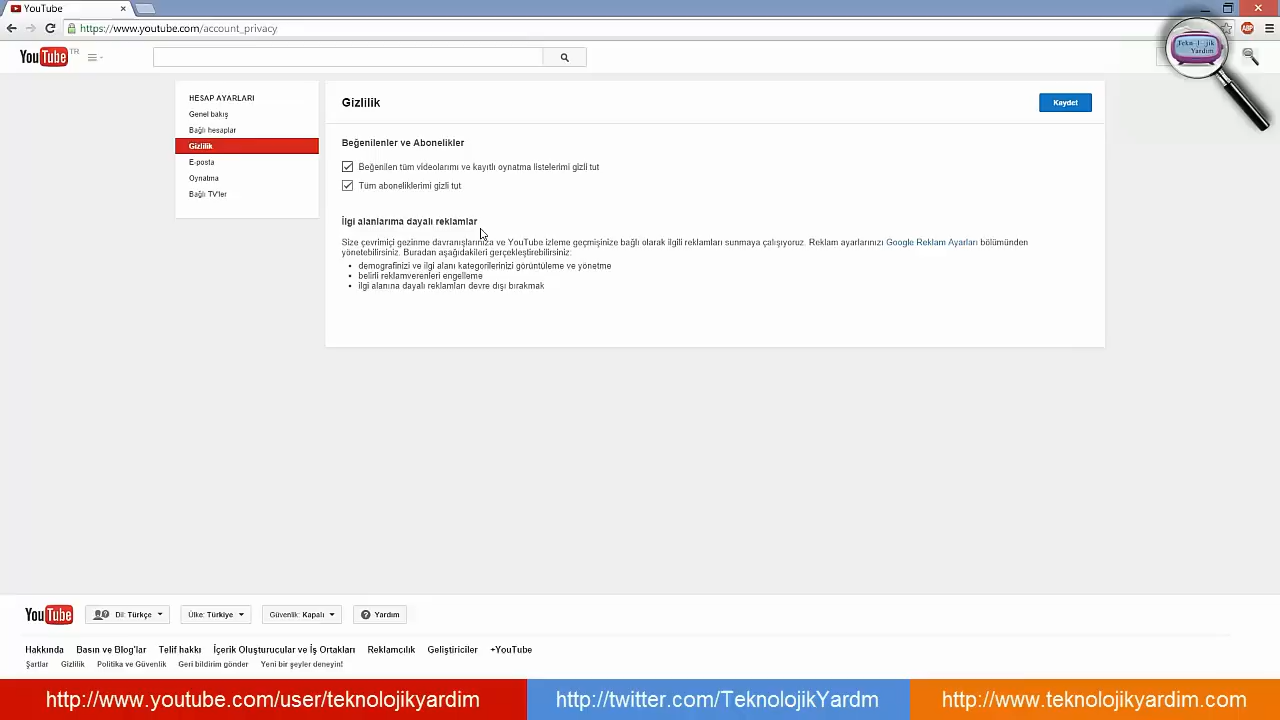 YouTube
https://www.youtube.com/account_privacy
ABP
YouTube TR
Teknolojik
Yardım
HESAP AYARLARI
Genel bakış
Bağlı hesaplar
Gizlilik
E-posta
Oynatma
Bağlı TV'ler
Gizlilik
Kaydet
Beğenilenler ve Abonelikler
Beğenilen tüm videolarımı ve kayıtlı oynatma listelerimi gizli tut
Tüm aboneliklerimi gizli tut
İlgi alanlarıma dayalı reklamlar
Size çevrimiçi gezinme davranışlarınıza ve YouTube izleme geçmişinize bağlı olarak ilgili reklamları sunmaya çalışıyoruz. Reklam ayarlarınızı Google Reklam Ayarları bölümünden
yönetebilirsiniz. Buradan aşağıdakileri gerçekleştirebilirsiniz:
• demografinizi ve ilgi alanı kategorilerinizi görüntüleme ve yönetme
• belirli reklamverenleri engelleme
• ilgi alanına dayalı reklamları devre dışı bırakmak
YouTube Dil: Türkçe Ülke: Türkiye Güvenlik: Kapalı Yardım
Hakkında Basın ve Blog'lar Telif hakkı İçerik Oluşturucular ve İş Ortakları Reklamcılık Geliştiriciler +YouTube
Şartlar Gizlilik Politika ve Güvenlik Geri bildirim gönder Yeni bir şeyler deneyin!
http://www.youtube.com/user/teknolojikyardim http://twitter.com/TeknolojikYardm http://www.teknolojikyardim.com